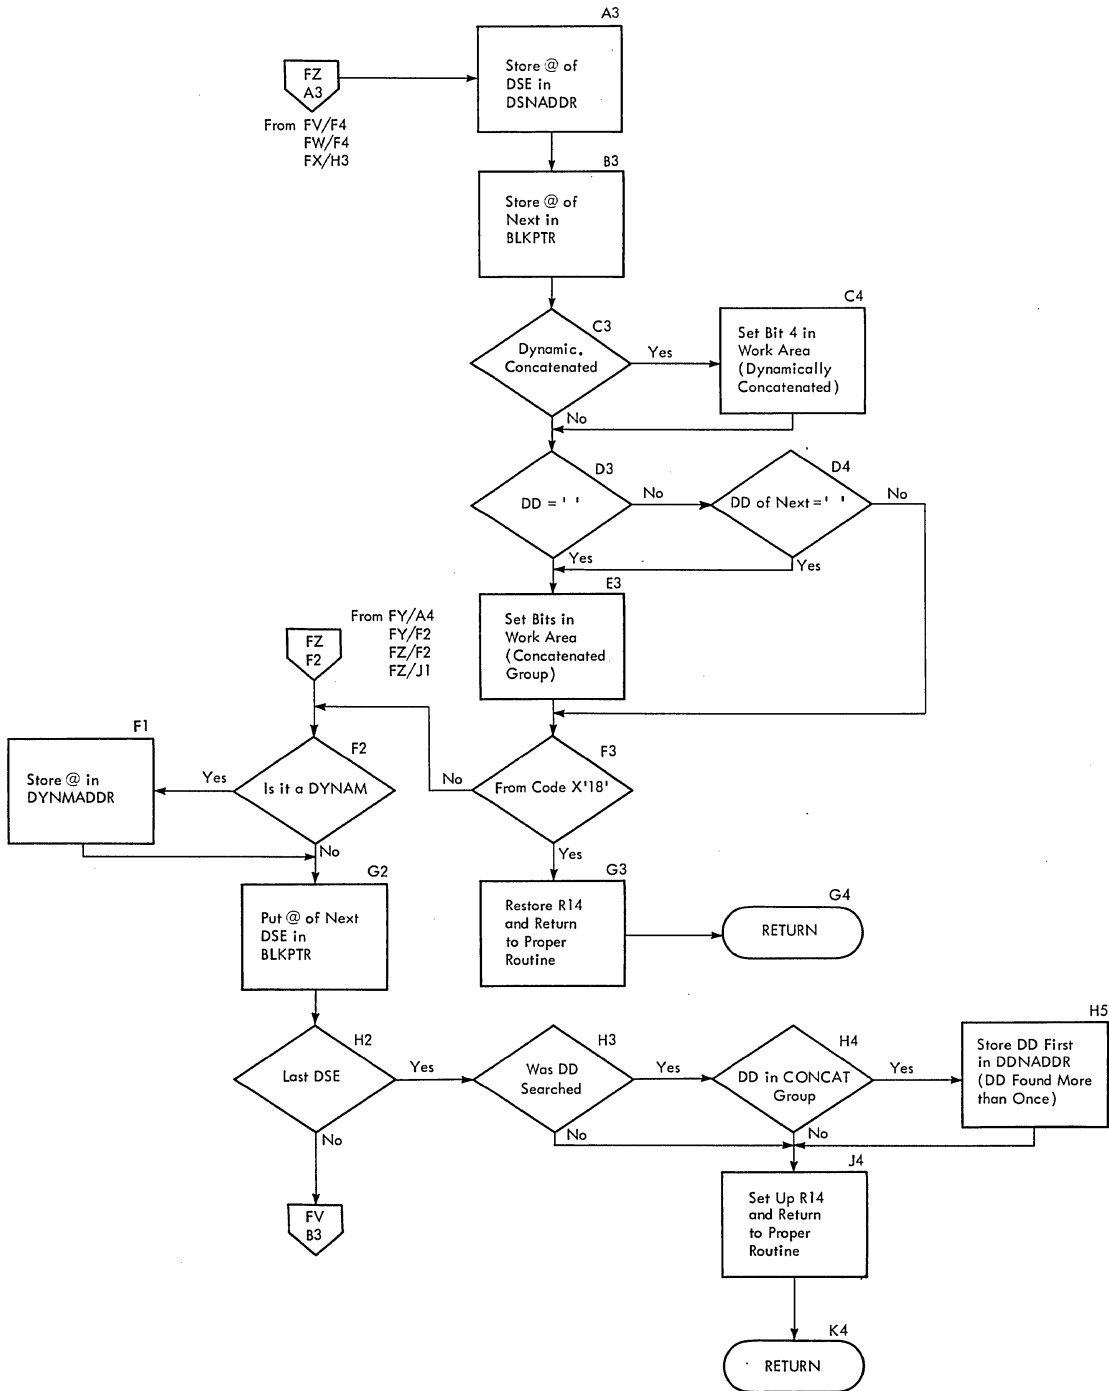 A3
FZ
A3
Store @ of
DSE in
DSNADDR
From FV/F4
FW/F4
FX/H3
B3
Store @ of
Next in
BLKPTR
C4
C3
Dynamic.
Concatenated
Yes
Set Bit 4 in
Work Area
(Dynamically
Concatenated)
No
D3
D4
DD = ' '
No
DD of Next = ' '
No
Yes
Yes
E3
From FY/A4
FY/F2
FZ/F2
FZ/J1
FZ
F2
Set Bits in
Work Area
(Concatenated
Group)
F1
F2
F3
Store @ in
DYNMADDR
Yes
Is it a DYNAM
No
From Code X'18'
No
Yes
G2
G3
G4
Put @ of Next
DSE in
BLKPTR
Restore R14
and Return
to Proper
Routine
RETURN
H2
H3
H4
H5
Last DSE
Yes
Was DD
Searched
Yes
DD in CONCAT
Group
Yes
Store DD First
in DDNADDR
(DD Found More
than Once)
No
No
No
J4
FV
B3
Set Up R14
and Return
to Proper
Routine
K4
RETURN